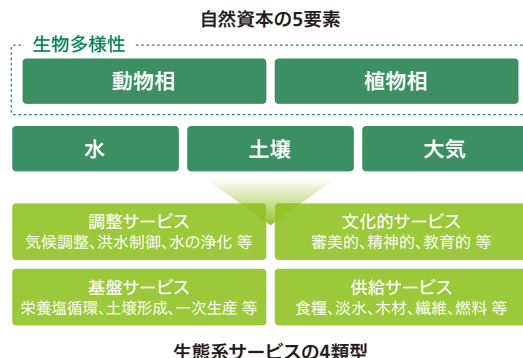 自然資本の5要素
生物多様性
動物相
植物相
水
土壌
大気
調整サービス
気候調整、洪水制御、水の浄化 等
文化的サービス
審美的、精神的、教育的 等
基盤サービス
栄養塩循環、土壌形成、一次生産 等
供給サービス
食糧、淡水、木材、繊維、燃料 等
生態系サービスの4類型